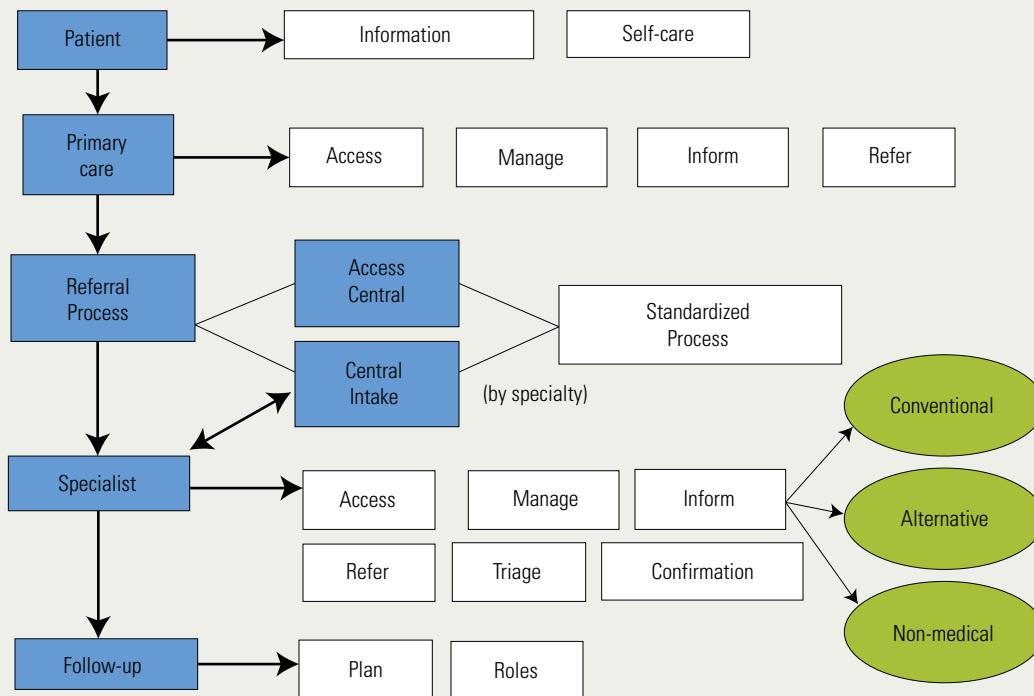 Patient
Information
Self-care
Primary
care
Access
Manage
Inform
Refer
Referral
Process
Access
Central
Standardized
Process
Central
Intake
(by specialty)
Conventional
Specialist
Access
Manage
Inform
Alternative
Refer
Triage
Confirmation
Non-medical
Follow-up
Plan
Roles